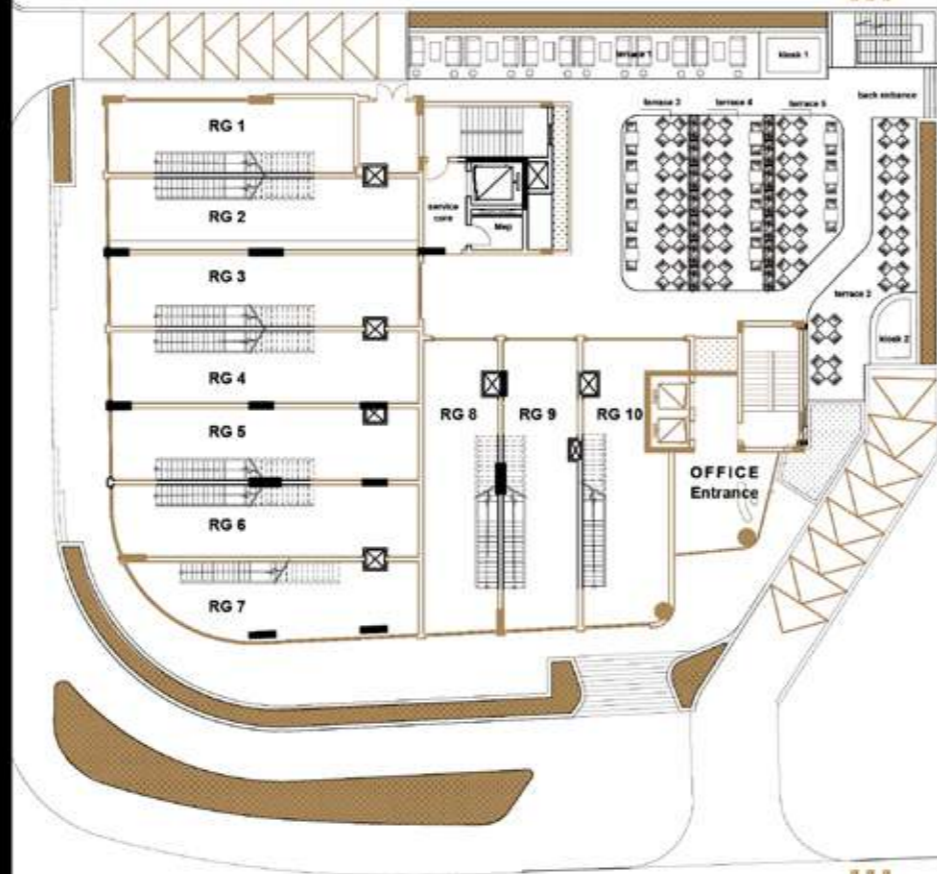 terrace 1
kiosk 1
back entrance
terrace 3
terrace 4
terrace 5
RG 1
RG 2
service
core
Mep
RG 3
terrace 2
kiosk 2
RG 4
RG 8
RG 9
RG 10
RG 5
OFFICE
Entrance
RG 6
RG 7